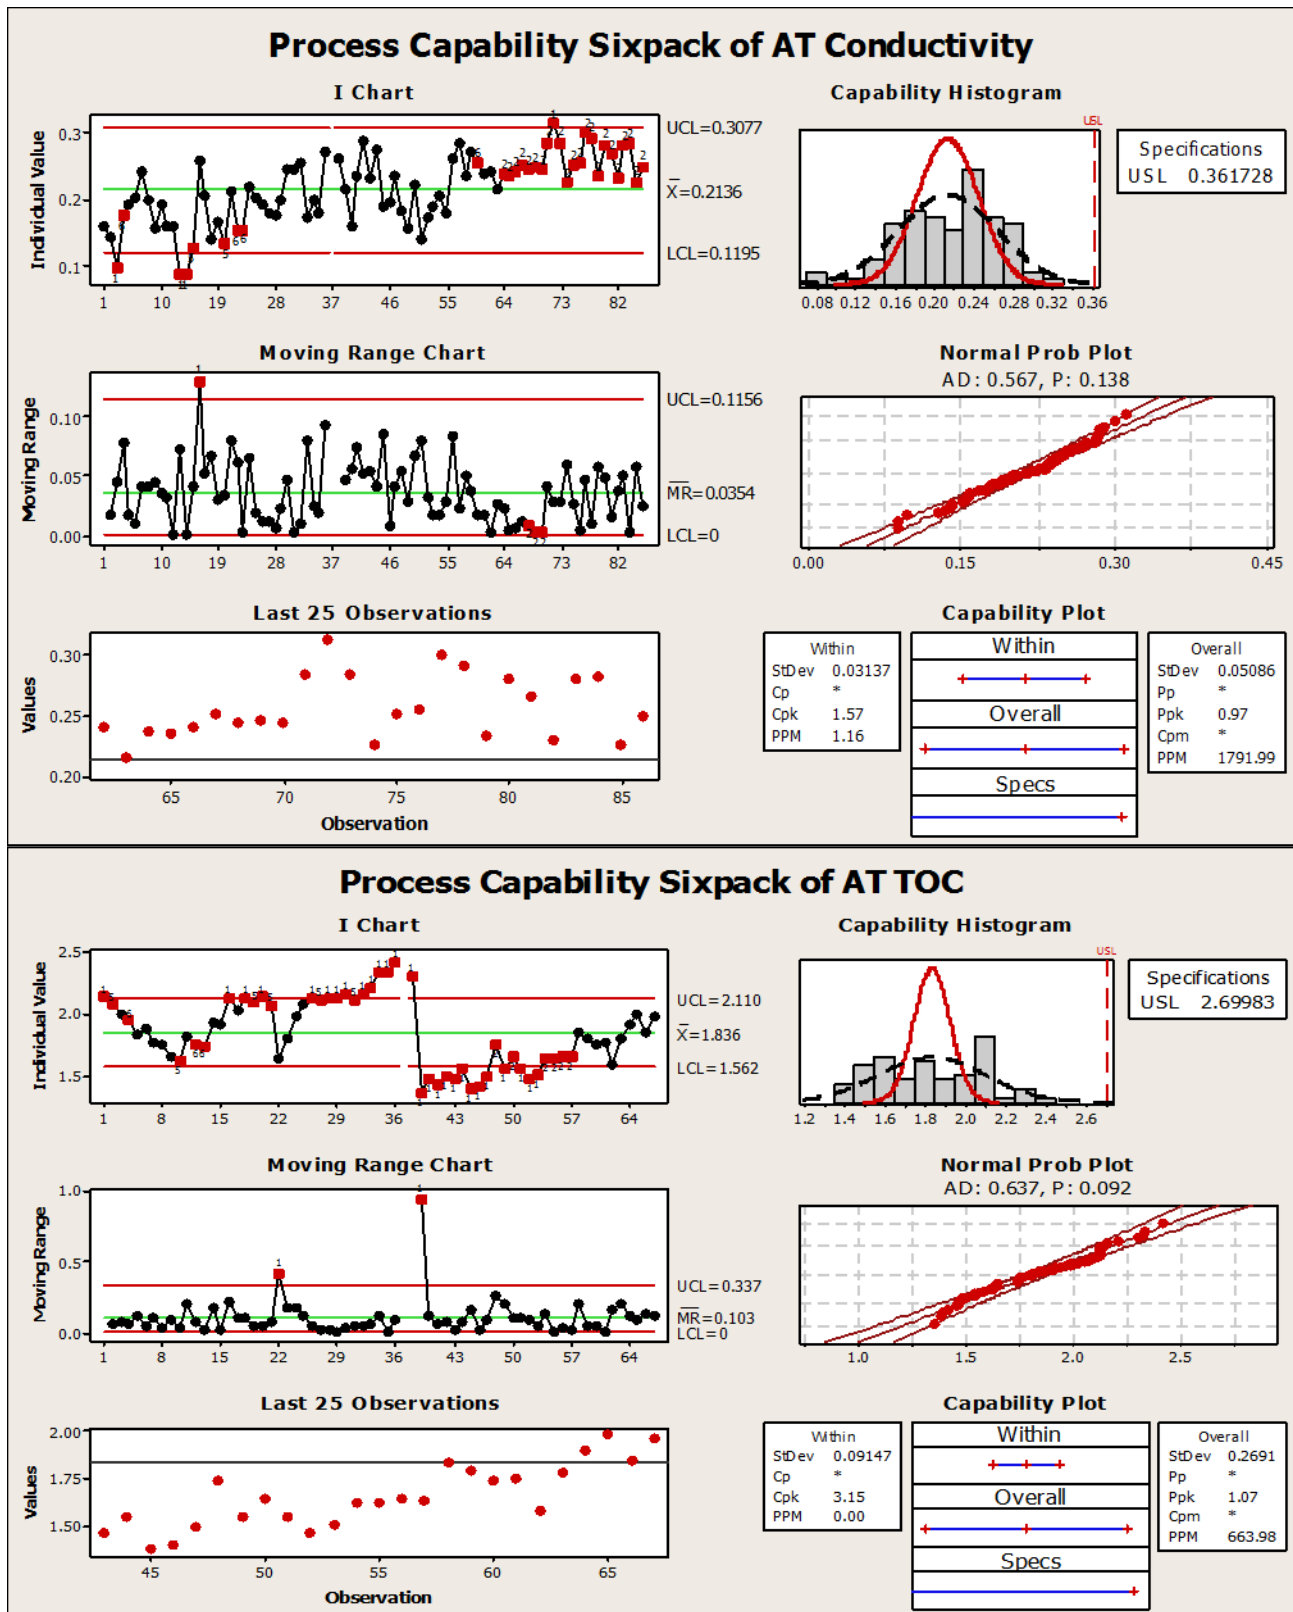 Process Capability Sixpack of AT Conductivity
I Chart
Individual Value
0.3
0.2
0.1
UCL=0.3077
X=0.2136
LCL=0.1195
1 10 19 28 37 46 55 64 73 82
Capability Histogram
USL
0.08 0.12 0.16 0.20 0.24 0.28 0.32 0.36
Specifications
USL 0.361728
Moving Range Chart
Moving Range
0.10
0.05
0.00
UCL=0.1156
MR=0.0354
LCL=0
1 10 19 28 37 46 55 64 73 82
Normal Prob Plot
AD: 0.567, P: 0.138
0.00 0.15 0.30 0.45
Last 25 Observations
Values
0.30
0.25
0.20
65 70 75 80 85
Observation
Capability Plot
Within
StDev 0.03137
Cp *
Cpk 1.57
PPM 1.16
Within
Overall
Specs
Overall
StDev 0.05086
Pp *
Ppk 0.97
Cpm *
PPM 1791.99
Process Capability Sixpack of AT TOC
I Chart
Individual Value
2.5
2.0
1.5
UCL=2.110
X=1.836
LCL=1.562
1 8 15 22 29 36 43 50 57 64
Capability Histogram
USL
1.2 1.4 1.6 1.8 2.0 2.2 2.4 2.6
Specifications
USL 2.69983
Moving Range Chart
Moving Range
1.0
0.5
0.0
UCL=0.337
MR=0.103
LCL=0
1 8 15 22 29 36 43 50 57 64
Normal Prob Plot
AD: 0.637, P: 0.092
1.0 1.5 2.0 2.5
Last 25 Observations
Values
2.00
1.75
1.50
45 50 55 60 65
Observation
Capability Plot
Within
StDev 0.09147
Cp *
Cpk 3.15
PPM 0.00
Within
Overall
Specs
Overall
StDev 0.2691
Pp *
Ppk 1.07
Cpm *
PPM 663.98